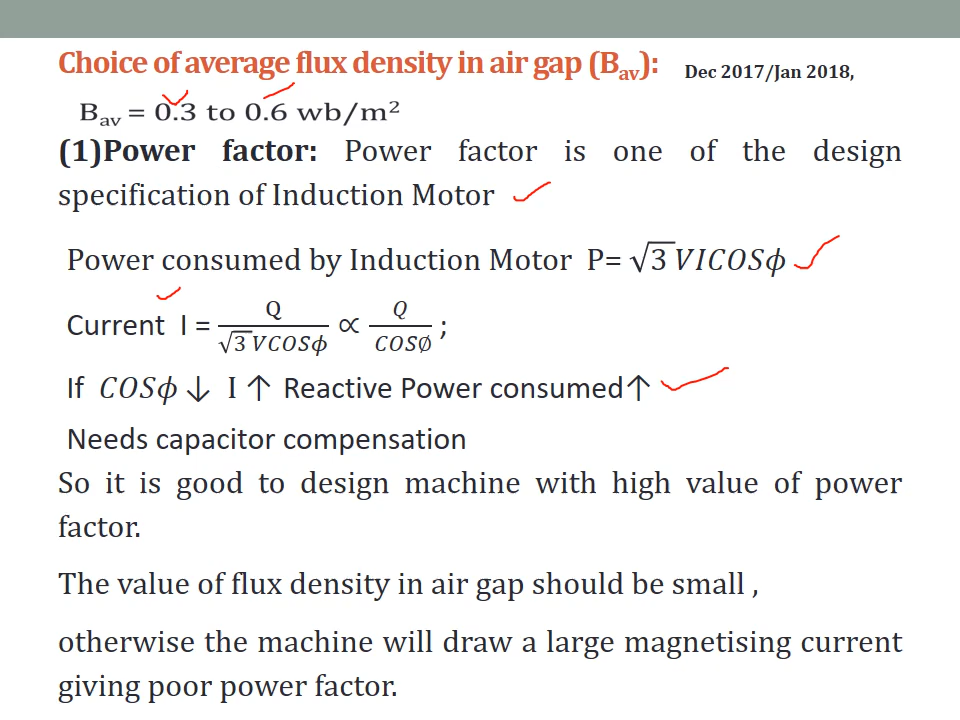 Choice of average flux density in air gap (Bav): Dec 2017/Jan 2018,
Bav = 0.3 to 0.6 wb/m²
(1)Power factor: Power factor is one of the design
specification of Induction Motor
Power consumed by Induction Motor P= √3 VICOSϕ
Current I = Q/(√3 VCOSϕ) ∝ Q/(COS∅) ;
If COSϕ ↓ I ↑ Reactive Power consumed↑
Needs capacitor compensation
So it is good to design machine with high value of power
factor.
The value of flux density in air gap should be small ,
otherwise the machine will draw a large magnetising current
giving poor power factor.